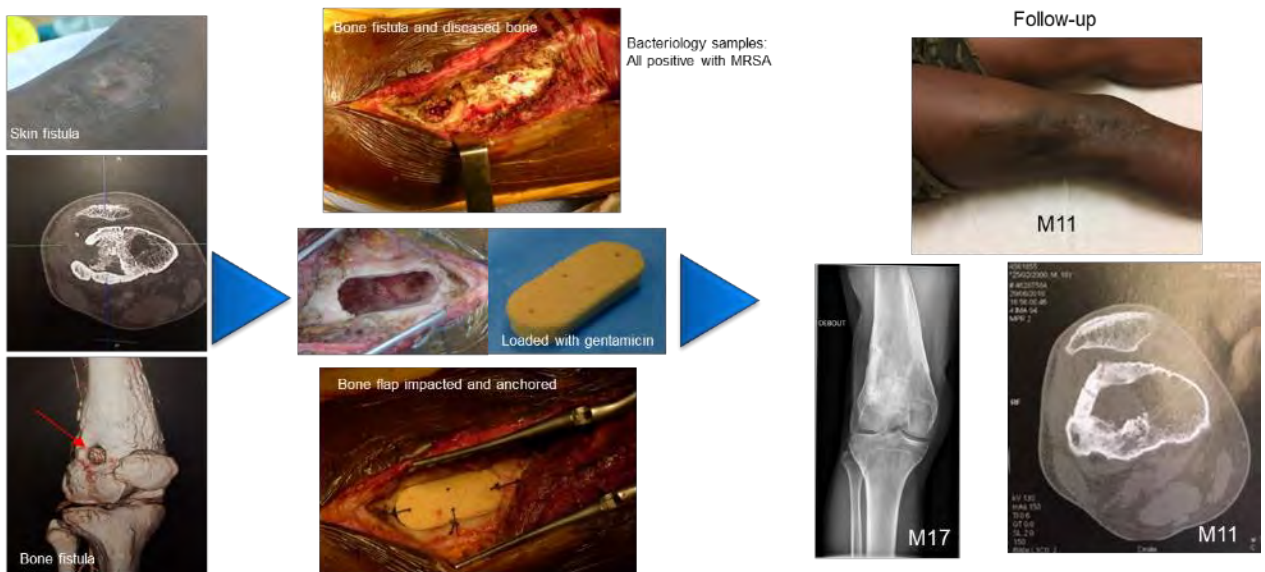 Skin fistula
Bone fistula
Bone fistula and diseased bone
Bacteriology samples:
All positive with MRSA
Loaded with gentamicin
Bone flap impacted and anchored
Follow-up
M11
DEBOUT
M17
M11